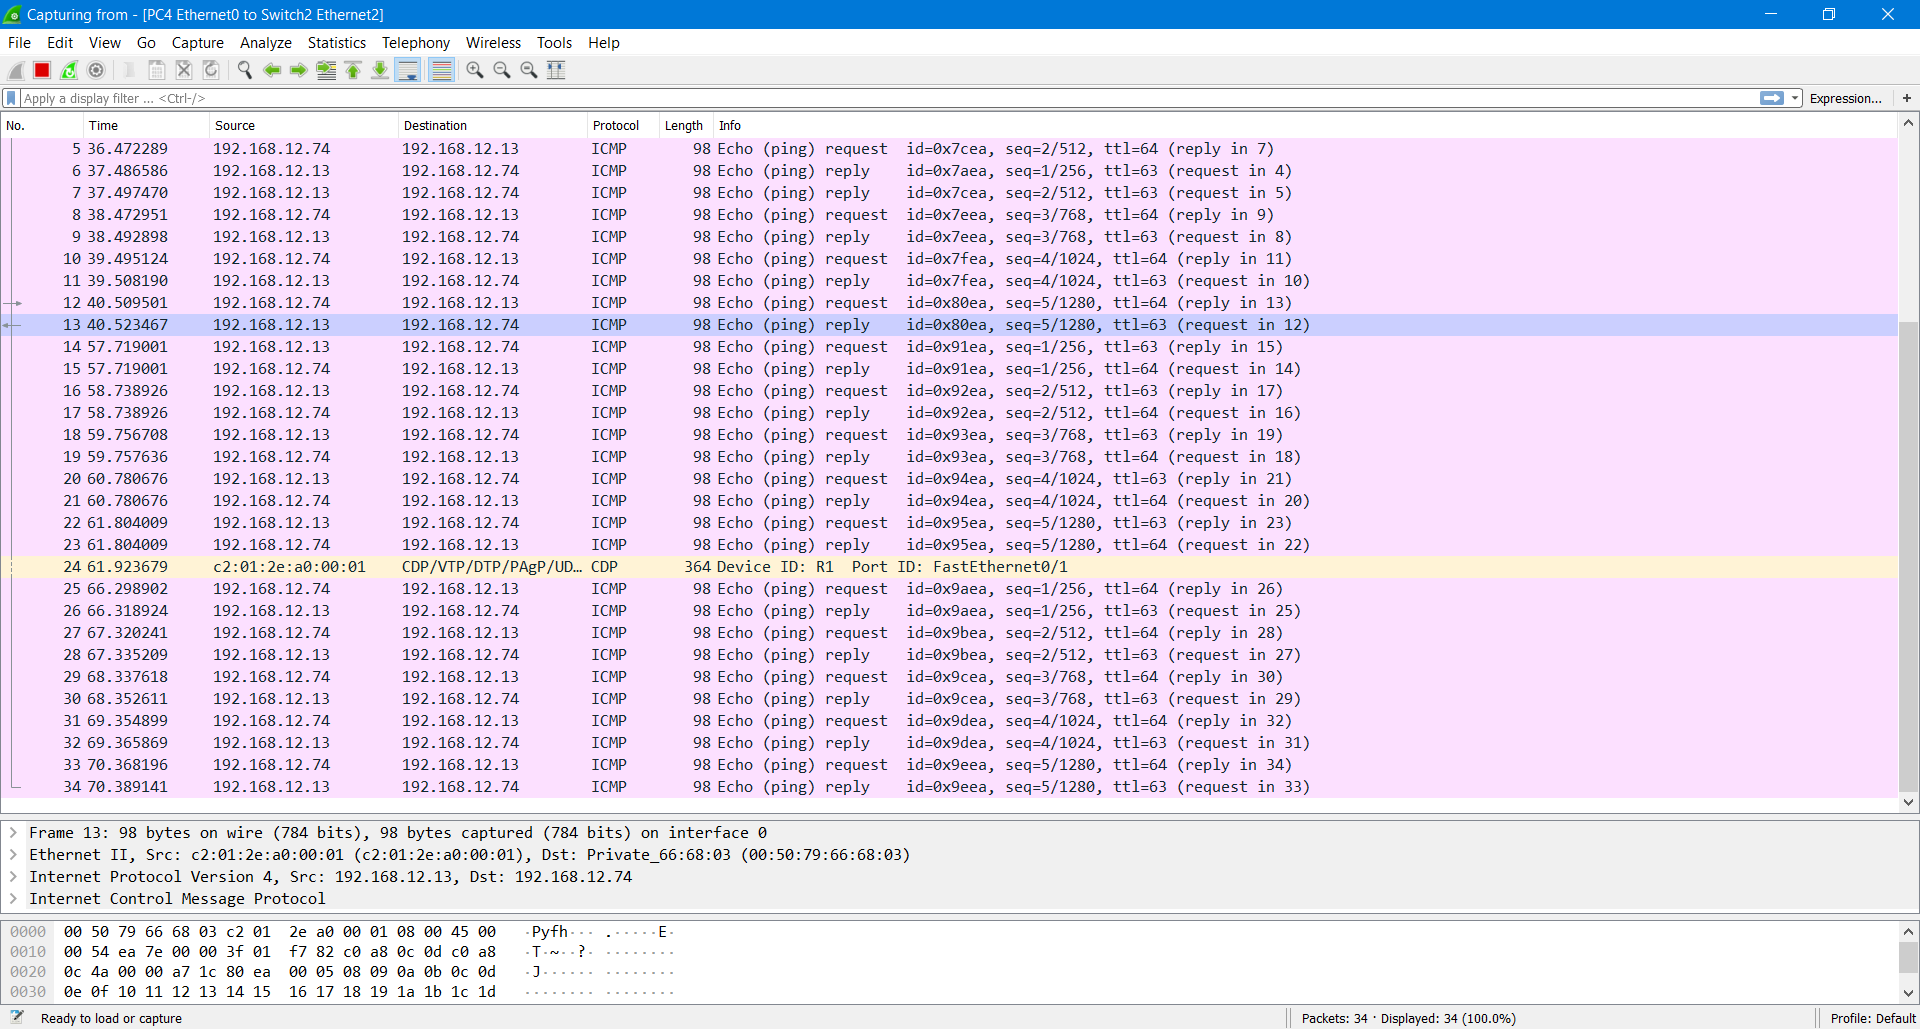 Capturing from - [PC4 Ethernet0 to Switch2 Ethernet2]
File Edit View Go Capture Analyze Statistics Telephony Wireless Tools Help
Apply a display filter ... <Ctrl-/> Expression... +
No. Time Source Destination Protocol Length Info
5 36.472289 192.168.12.74 192.168.12.13 ICMP 98 Echo (ping) request id=0x7cea, seq=2/512, ttl=64 (reply in 7)
6 37.486586 192.168.12.13 192.168.12.74 ICMP 98 Echo (ping) reply id=0x7aea, seq=1/256, ttl=63 (request in 4)
7 37.497470 192.168.12.13 192.168.12.74 ICMP 98 Echo (ping) reply id=0x7cea, seq=2/512, ttl=63 (request in 5)
8 38.472951 192.168.12.74 192.168.12.13 ICMP 98 Echo (ping) request id=0x7eea, seq=3/768, ttl=64 (reply in 9)
9 38.492898 192.168.12.13 192.168.12.74 ICMP 98 Echo (ping) reply id=0x7eea, seq=3/768, ttl=63 (request in 8)
10 39.495124 192.168.12.74 192.168.12.13 ICMP 98 Echo (ping) request id=0x7fea, seq=4/1024, ttl=64 (reply in 11)
11 39.508190 192.168.12.13 192.168.12.74 ICMP 98 Echo (ping) reply id=0x7fea, seq=4/1024, ttl=63 (request in 10)
12 40.509501 192.168.12.74 192.168.12.13 ICMP 98 Echo (ping) request id=0x80ea, seq=5/1280, ttl=64 (reply in 13)
13 40.523467 192.168.12.13 192.168.12.74 ICMP 98 Echo (ping) reply id=0x80ea, seq=5/1280, ttl=63 (request in 12)
14 57.719001 192.168.12.13 192.168.12.74 ICMP 98 Echo (ping) request id=0x91ea, seq=1/256, ttl=63 (reply in 15)
15 57.719001 192.168.12.74 192.168.12.13 ICMP 98 Echo (ping) reply id=0x91ea, seq=1/256, ttl=64 (request in 14)
16 58.738926 192.168.12.13 192.168.12.74 ICMP 98 Echo (ping) request id=0x92ea, seq=2/512, ttl=63 (reply in 17)
17 58.738926 192.168.12.74 192.168.12.13 ICMP 98 Echo (ping) reply id=0x92ea, seq=2/512, ttl=64 (request in 16)
18 59.756708 192.168.12.13 192.168.12.74 ICMP 98 Echo (ping) request id=0x93ea, seq=3/768, ttl=63 (reply in 19)
19 59.757636 192.168.12.74 192.168.12.13 ICMP 98 Echo (ping) reply id=0x93ea, seq=3/768, ttl=64 (request in 18)
20 60.780676 192.168.12.13 192.168.12.74 ICMP 98 Echo (ping) request id=0x94ea, seq=4/1024, ttl=63 (reply in 21)
21 60.780676 192.168.12.74 192.168.12.13 ICMP 98 Echo (ping) reply id=0x94ea, seq=4/1024, ttl=64 (request in 20)
22 61.804009 192.168.12.13 192.168.12.74 ICMP 98 Echo (ping) request id=0x95ea, seq=5/1280, ttl=63 (reply in 23)
23 61.804009 192.168.12.74 192.168.12.13 ICMP 98 Echo (ping) reply id=0x95ea, seq=5/1280, ttl=64 (request in 22)
24 61.923679 c2:01:2e:a0:00:01 CDP/VTP/DTP/PAgP/UD… CDP 364 Device ID: R1 Port ID: FastEthernet0/1
25 66.298902 192.168.12.74 192.168.12.13 ICMP 98 Echo (ping) request id=0x9aea, seq=1/256, ttl=64 (reply in 26)
26 66.318924 192.168.12.13 192.168.12.74 ICMP 98 Echo (ping) reply id=0x9aea, seq=1/256, ttl=63 (request in 25)
27 67.320241 192.168.12.74 192.168.12.13 ICMP 98 Echo (ping) request id=0x9bea, seq=2/512, ttl=64 (reply in 28)
28 67.335209 192.168.12.13 192.168.12.74 ICMP 98 Echo (ping) reply id=0x9bea, seq=2/512, ttl=63 (request in 27)
29 68.337618 192.168.12.74 192.168.12.13 ICMP 98 Echo (ping) request id=0x9cea, seq=3/768, ttl=64 (reply in 30)
30 68.352611 192.168.12.13 192.168.12.74 ICMP 98 Echo (ping) reply id=0x9cea, seq=3/768, ttl=63 (request in 29)
31 69.354899 192.168.12.74 192.168.12.13 ICMP 98 Echo (ping) request id=0x9dea, seq=4/1024, ttl=64 (reply in 32)
32 69.365869 192.168.12.13 192.168.12.74 ICMP 98 Echo (ping) reply id=0x9dea, seq=4/1024, ttl=63 (request in 31)
33 70.368196 192.168.12.74 192.168.12.13 ICMP 98 Echo (ping) request id=0x9eea, seq=5/1280, ttl=64 (reply in 34)
34 70.389141 192.168.12.13 192.168.12.74 ICMP 98 Echo (ping) reply id=0x9eea, seq=5/1280, ttl=63 (request in 33)
Frame 13: 98 bytes on wire (784 bits), 98 bytes captured (784 bits) on interface 0
Ethernet II, Src: c2:01:2e:a0:00:01 (c2:01:2e:a0:00:01), Dst: Private_66:68:03 (00:50:79:66:68:03)
Internet Protocol Version 4, Src: 192.168.12.13, Dst: 192.168.12.74
Internet Control Message Protocol
0000 00 50 79 66 68 03 c2 01 2e a0 00 01 08 00 45 00 ·Pyfh··· .·····E·
0010 00 54 ea 7e 00 00 3f 01 f7 82 c0 a8 0c 0d c0 a8 ·T·~··?· ········
0020 0c 4a 00 00 a7 1c 80 ea 00 05 08 09 0a 0b 0c 0d ·J······ ········
0030 0e 0f 10 11 12 13 14 15 16 17 18 19 1a 1b 1c 1d ········ ········
Ready to load or capture Packets: 34 · Displayed: 34 (100.0%) Profile: Default